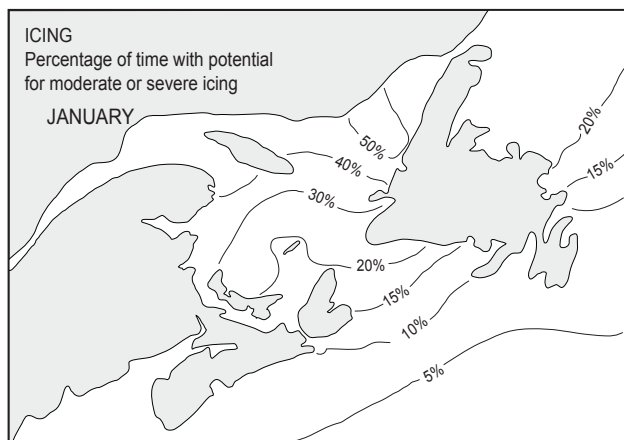 ICING
Percentage of time with potential
for moderate or severe icing
JANUARY
50%
40%
30%
20%
15%
20%
15%
10%
5%